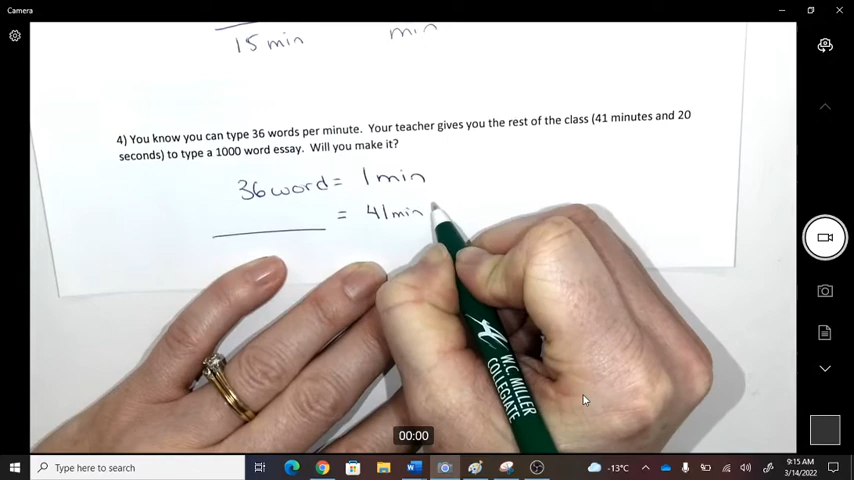 Camera
15 min
min
4) You know you can type 36 words per minute. Your teacher gives you the rest of the class (41 minutes and 20
seconds) to type a 1000 word essay. Will you make it?
36 word = 1 min
= 41 min
W.C. MILLER
COLLEGIATE
00:00
Type here to search
-13°C
9:15 AM
3/14/2022